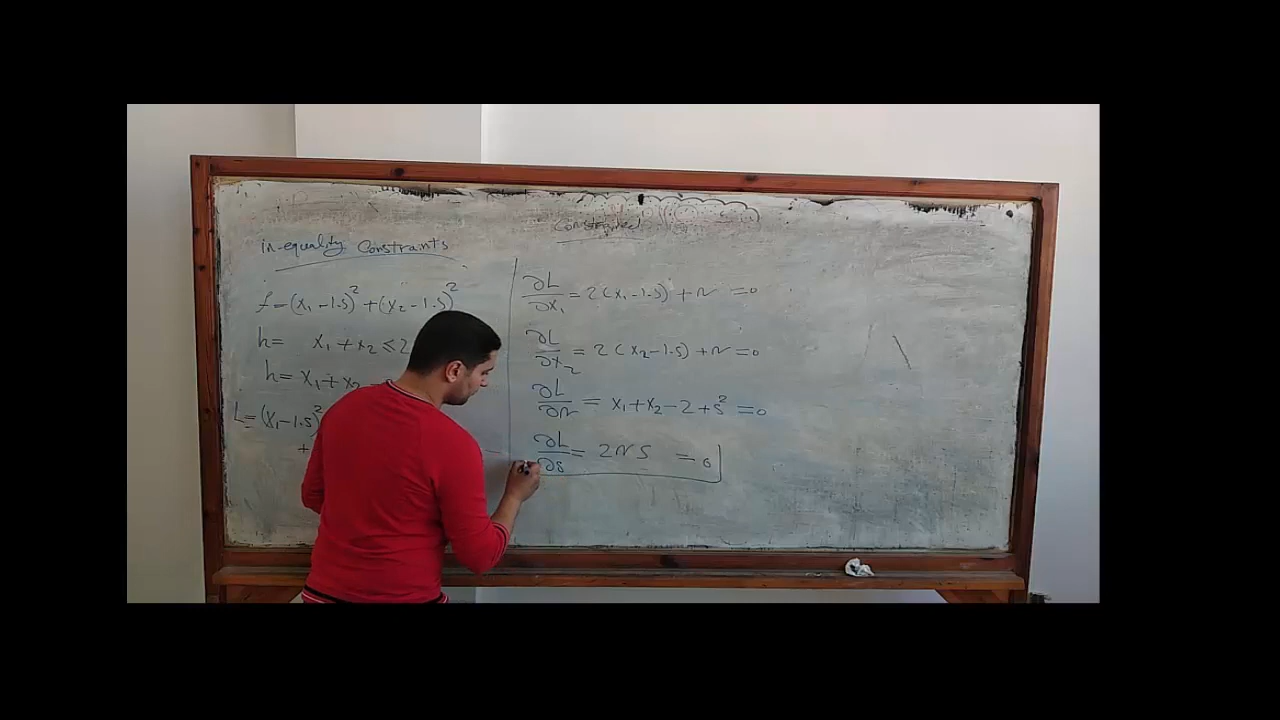 Constrained
in-equality Constraints
f = (x₁ - 1.5)² + (x₂ - 1.5)²
h = x₁ + x₂ ≤ 2
h = x₁ + x₂
L = (x₁ - 1.5)²
+
∂L/∂x₁ = 2(x₁ - 1.5) + N = 0
∂L/∂x₂ = 2(x₂ - 1.5) + N = 0
∂L/∂N = x₁ + x₂ - 2 + s² = 0
∂L/∂s = 2NS = 0